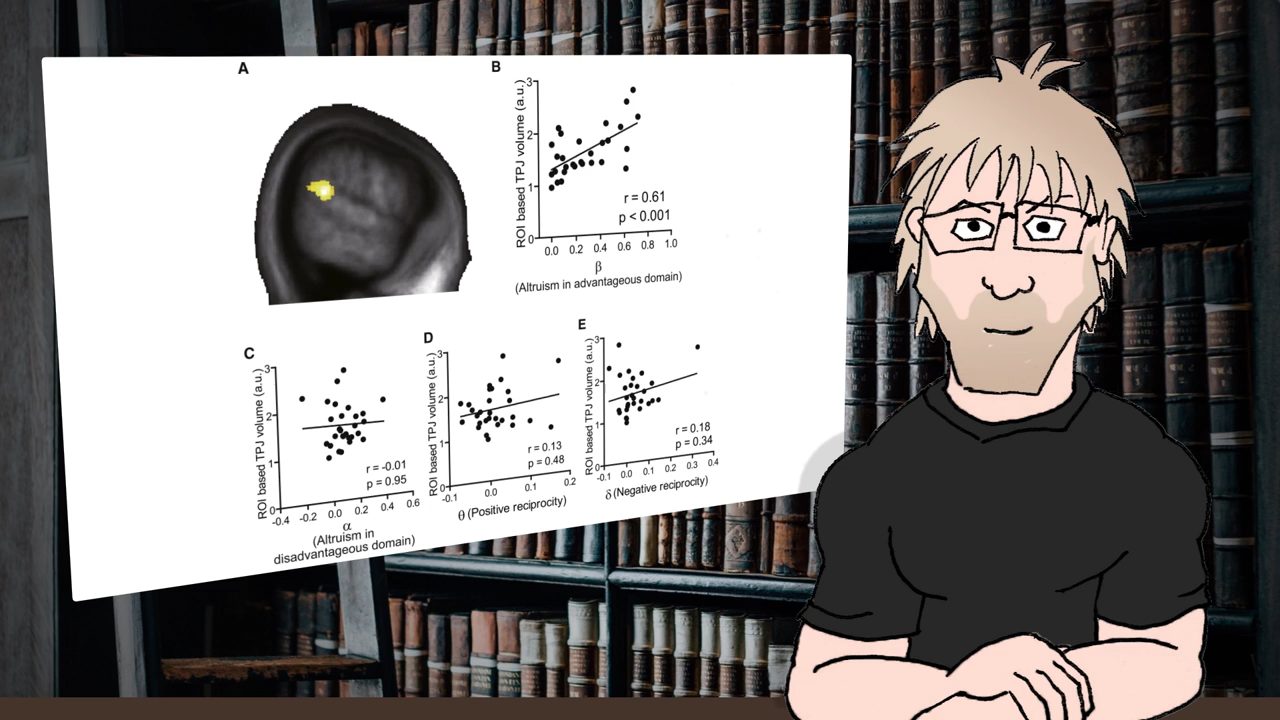 A
B
ROI based TPJ volume (a.u.)
3
2
1
0
r = 0.61
p < 0.001
0.0 0.2 0.4 0.6 0.8 1.0
β
(Altruism in advantageous domain)
C
ROI based TPJ volume (a.u.)
3
2
1
0
r = -0.01
p = 0.95
-0.4 -0.2 0.0 0.2 0.4 0.6
α
(Altruism in
disadvantageous domain)
D
ROI based TPJ volume (a.u.)
3
2
1
0
r = 0.13
p = 0.48
-0.1 0.0 0.1 0.2
θ (Positive reciprocity)
E
ROI based TPJ volume (a.u.)
3
2
1
0
r = 0.18
p = 0.34
-0.1 0.0 0.1 0.2 0.3 0.4
δ (Negative reciprocity)